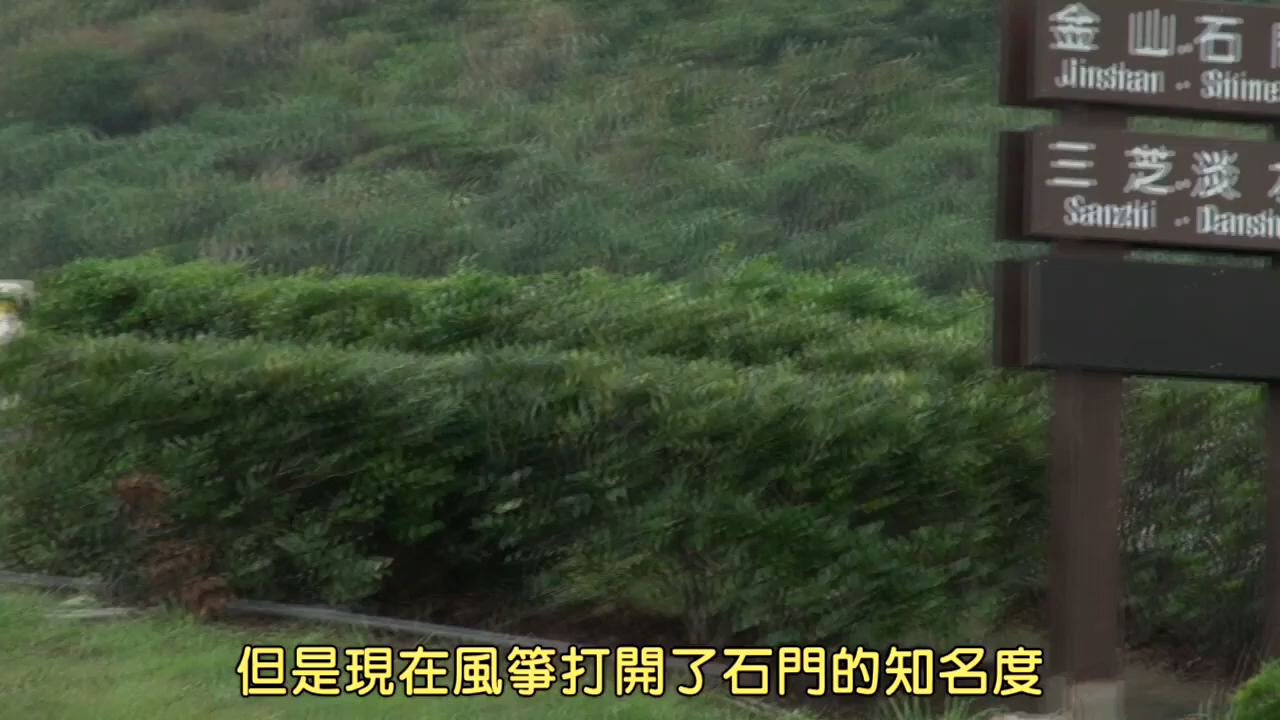 金山 - 石
Jinshan - Shime
三芝 - 淡
Sanzhi - Dansh
但是現在風箏打開了石門的知名度